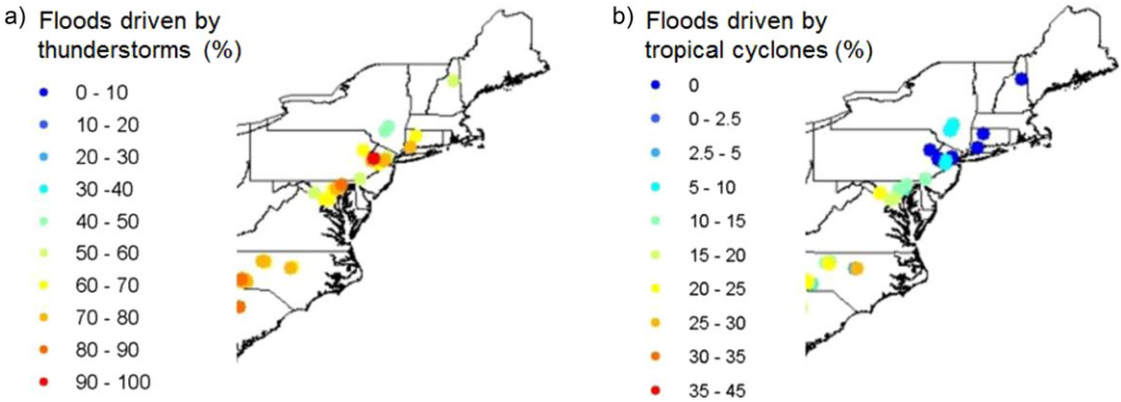 a) Floods driven by
thunderstorms (%)
0 - 10
10 - 20
20 - 30
30 -40
40 - 50
50 - 60
60 - 70
70 - 80
80 - 90
90 - 100
b) Floods driven by
tropical cyclones (%)
0
0 - 2.5
2.5 - 5
5 - 10
10 - 15
15 - 20
20 - 25
25 - 30
30 - 35
35 - 45